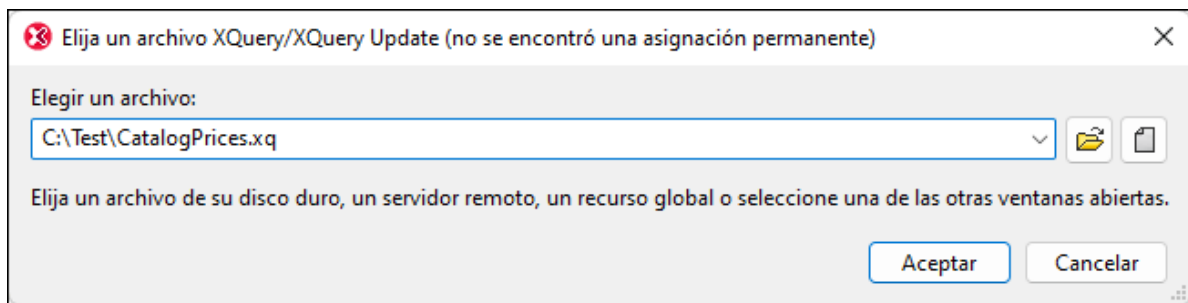 Elija un archivo XQuery/XQuery Update (no se encontró una asignación permanente)
Elegir un archivo:
C:\Test\CatalogPrices.xq
Elija un archivo de su disco duro, un servidor remoto, un recurso global o seleccione una de las otras ventanas abiertas.
Aceptar Cancelar